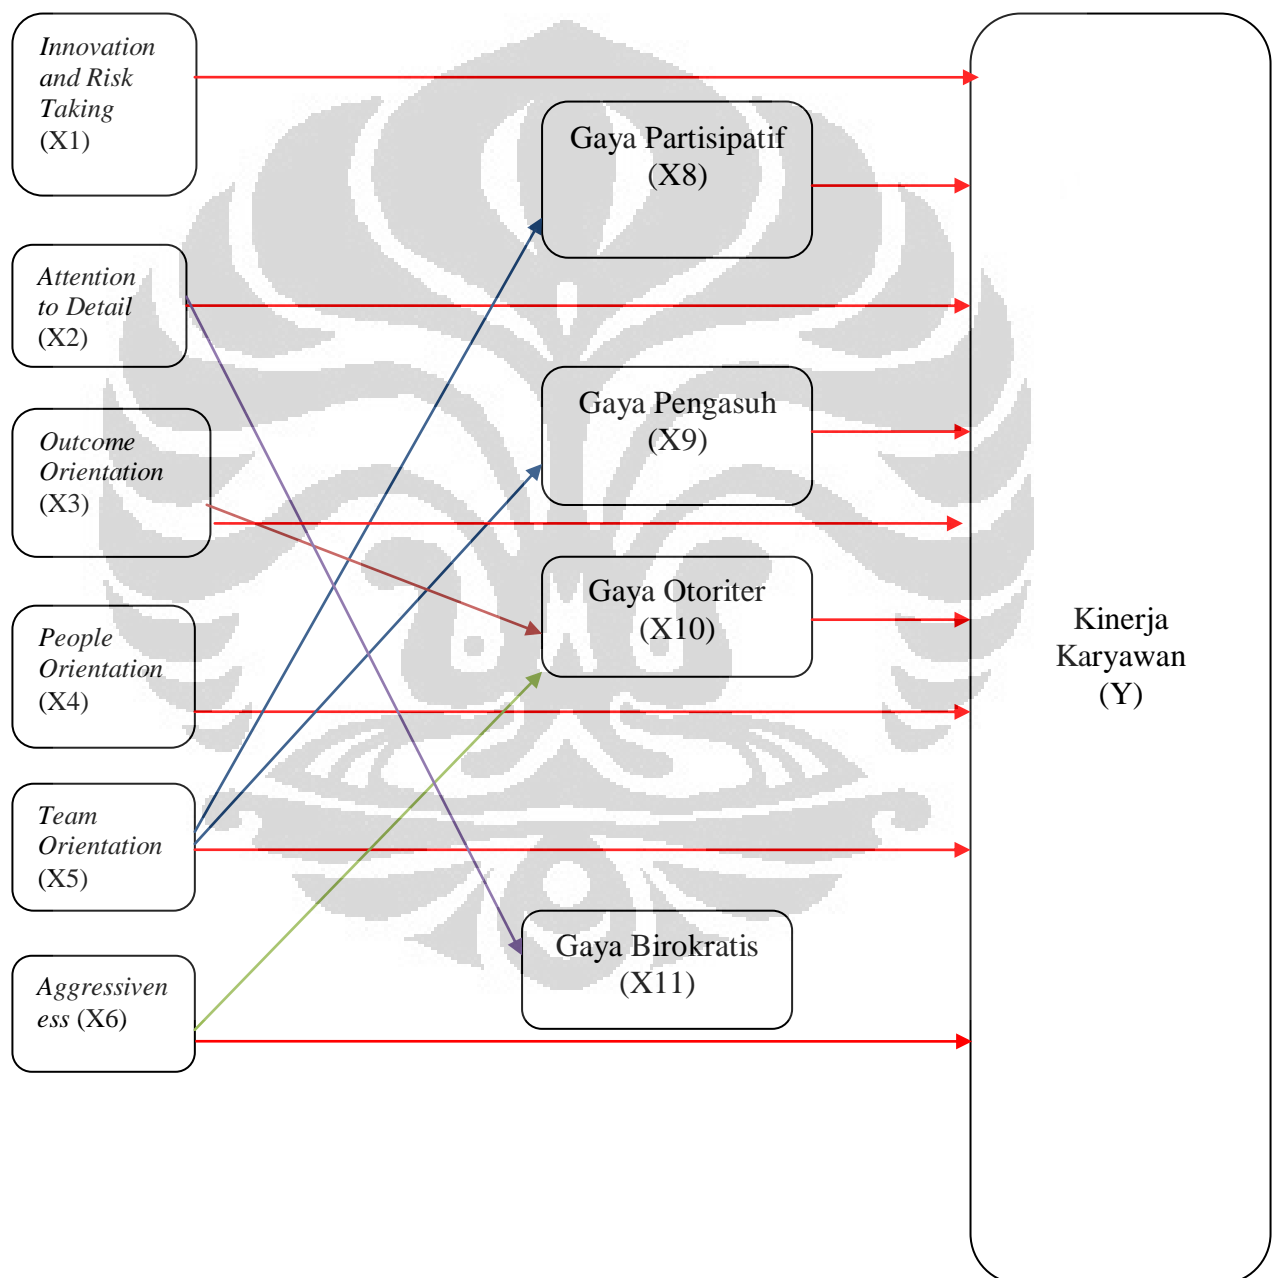 Innovation
and Risk
Taking
(X1)
Attention
to Detail
(X2)
Outcome
Orientation
(X3)
People
Orientation
(X4)
Team
Orientation
(X5)
Aggressiven
ess (X6)
Gaya Partisipatif
(X8)
Gaya Pengasuh
(X9)
Gaya Otoriter
(X10)
Gaya Birokratis
(X11)
Kinerja
Karyawan
(Y)